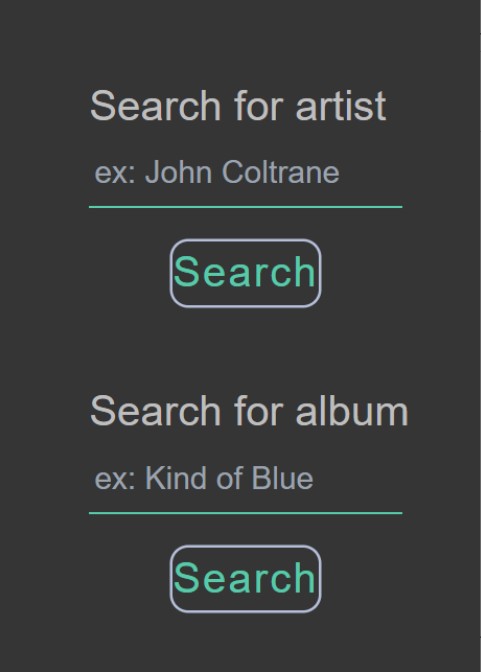 Search for artist
ex: John Coltrane
Search
Search for album
ex: Kind of Blue
Search